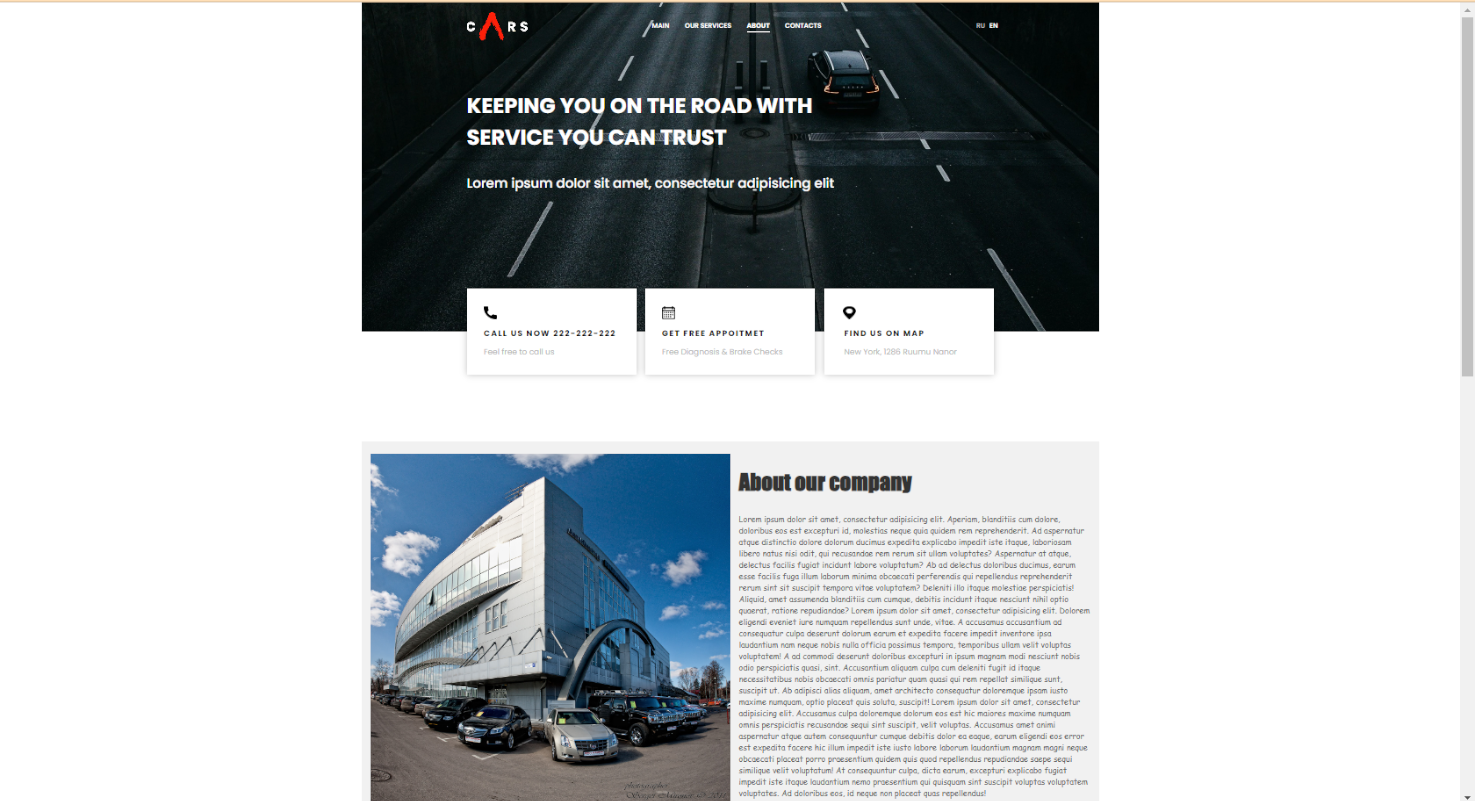 CARS
MAIN OUR SERVICES ABOUT CONTACTS
RU EN
KEEPING YOU ON THE ROAD WITH
SERVICE YOU CAN TRUST
Lorem ipsum dolor sit amet, consectetur adipisicing elit
CALL US NOW 222-222-222
Feel free to call us
GET FREE APPOITMET
Free Diagnosis & Brake Checks
FIND US ON MAP
New York, 1286 Ruumu Nanar
About our company
Lorem ipsum dolor sit amet, consectetur adipisicing elit. Aperiam, blanditiis cum dolore,
doloribus eos est excepturi id, molestias neque quia quidem rem reprehenderit. Ad aspernatur
atque distinctio dolore dolorum ducimus expedita explicabo impedit iste itaque, laboriosam
libero natus nisi odit, qui recusandae rem rerum sit ullam voluptates? Aspernatur at atque,
delectus facilis fugiat incidunt labore voluptatum? Ab ad delectus doloribus ducimus, earum
esse facilis fuga illum laborum minima obcaecati perferendis qui repellendus reprehenderit
rerum sint sit suscipit tempora vitae voluptatem? Deleniti illo itaque molestiae perspiciatis!
Aliquid, amet assumenda blanditiis cum cumque, debitis incidunt itaque nesciunt nihil optio
quaerat, ratione repudiandae? Lorem ipsum dolor sit amet, consectetur adipisicing elit. Dolorem
eligendi eveniet iure numquam repellendus sunt unde, vitae. A accusamus accusantium ad
consequatur culpa deserunt dolorum earum et expedita facere impedit inventore ipsa
laudantium nam neque nobis nulla officia possimus tempora, temporibus ullam velit voluptas
voluptatem! A ad commodi deserunt doloribus excepturi in ipsum magnam modi nesciunt nobis
odio perspiciatis quasi, sint. Accusantium aliquam culpa cum deleniti fugit id itaque
necessitatibus nobis obcaecati omnis pariatur quam quasi qui rem repellat similique sunt,
suscipit ut. Ab adipisci alias aliquam, amet architecto consequatur doloremque ipsam iusto
maxime numquam, optio placeat quis soluta, suscipit! Lorem ipsum dolor sit amet, consectetur
adipisicing elit. Accusamus culpa doloremque dolorum eos est hic maiores maxime numquam
omnis perspiciatis recusandae sequi sint suscipit, velit voluptas. Accusamus amet animi
aspernatur atque autem consequuntur cumque debitis dolor ea eaque, earum eligendi eos error
est expedita facere hic illum impedit iste iusto labore laborum laudantium magnam magni neque
obcaecati placeat porro praesentium quidem quis quod repellendus repudiandae saepe sequi
similique velit voluptatum! At consequuntur culpa, dicta earum, excepturi explicabo fugiat
impedit iste itaque laudantium nemo praesentium qui quisquam sint suscipit voluptas voluptatem
voluptates. Ad doloribus eos, id neque non placeat quas repellendus!